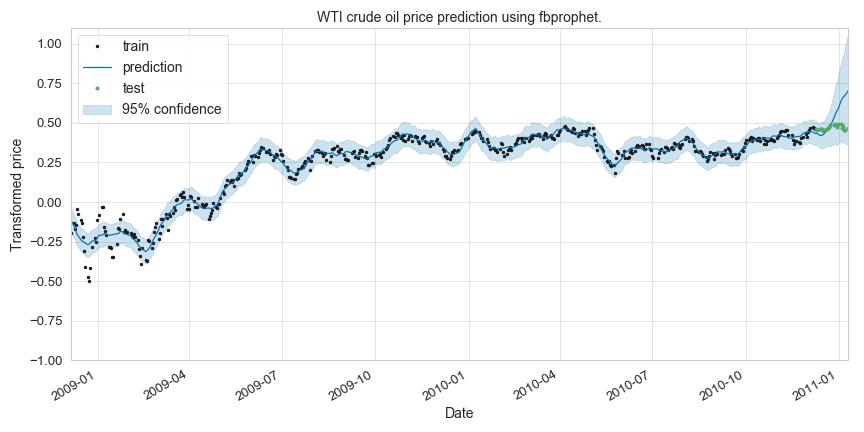 WTI crude oil price prediction using fbprophet.
train
prediction
test
95% confidence
Transformed price
1.00
0.75
0.50
0.25
0.00
−0.25
−0.50
−0.75
−1.00
2009-01
2009-04
2009-07
2009-10
2010-01
2010-04
2010-07
2010-10
2011-01
Date